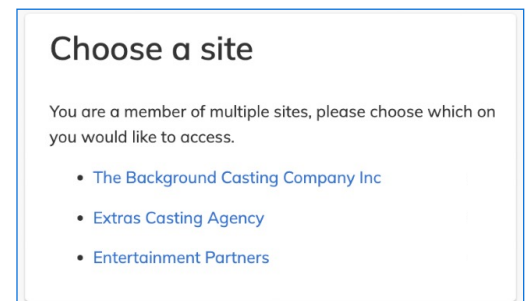 Choose a site
You are a member of multiple sites, please choose which on
you would like to access.
• The Background Casting Company Inc
• Extras Casting Agency
• Entertainment Partners